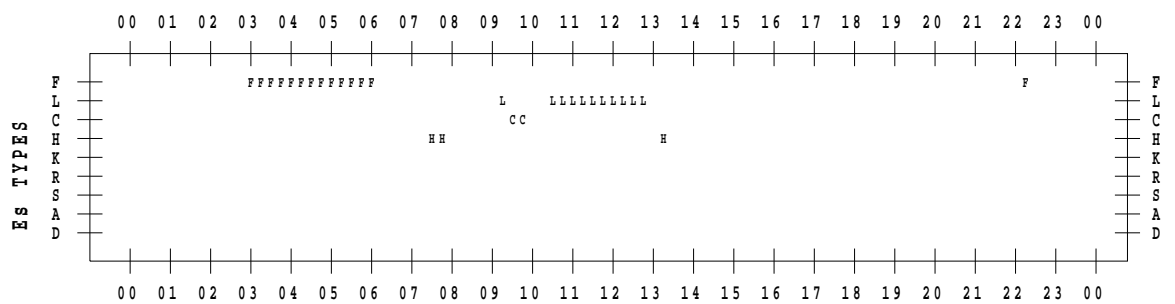 00 01 02 03 04 05 06 07 08 09 10 11 12 13 14 15 16 17 18 19 20 21 22 23 00
F FFFFFFFFFFFFF F F
L L LLLLLLLLLL L
C CC C
H HH H H
K K
R R
S S
A A
D D
Es TYPES
00 01 02 03 04 05 06 07 08 09 10 11 12 13 14 15 16 17 18 19 20 21 22 23 00